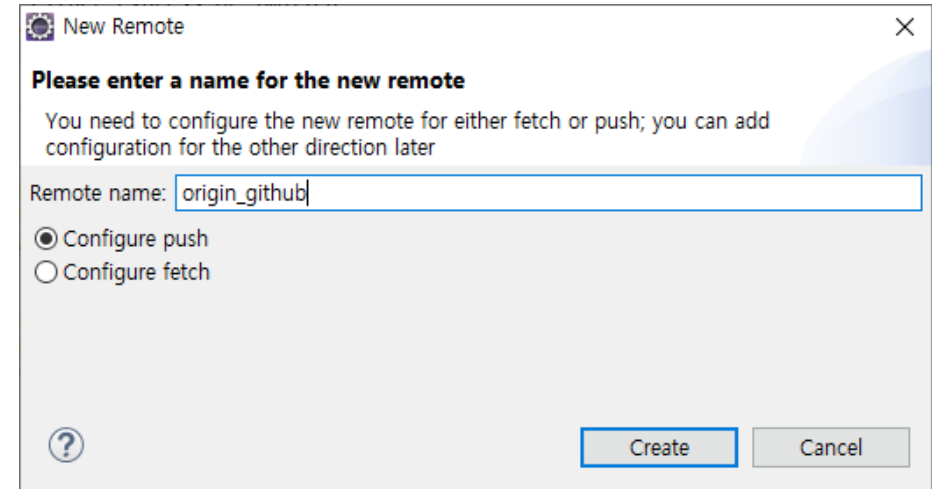 New Remote
Please enter a name for the new remote
You need to configure the new remote for either fetch or push; you can add
configuration for the other direction later
Remote name: origin_github
Configure push
Configure fetch
?
Create Cancel